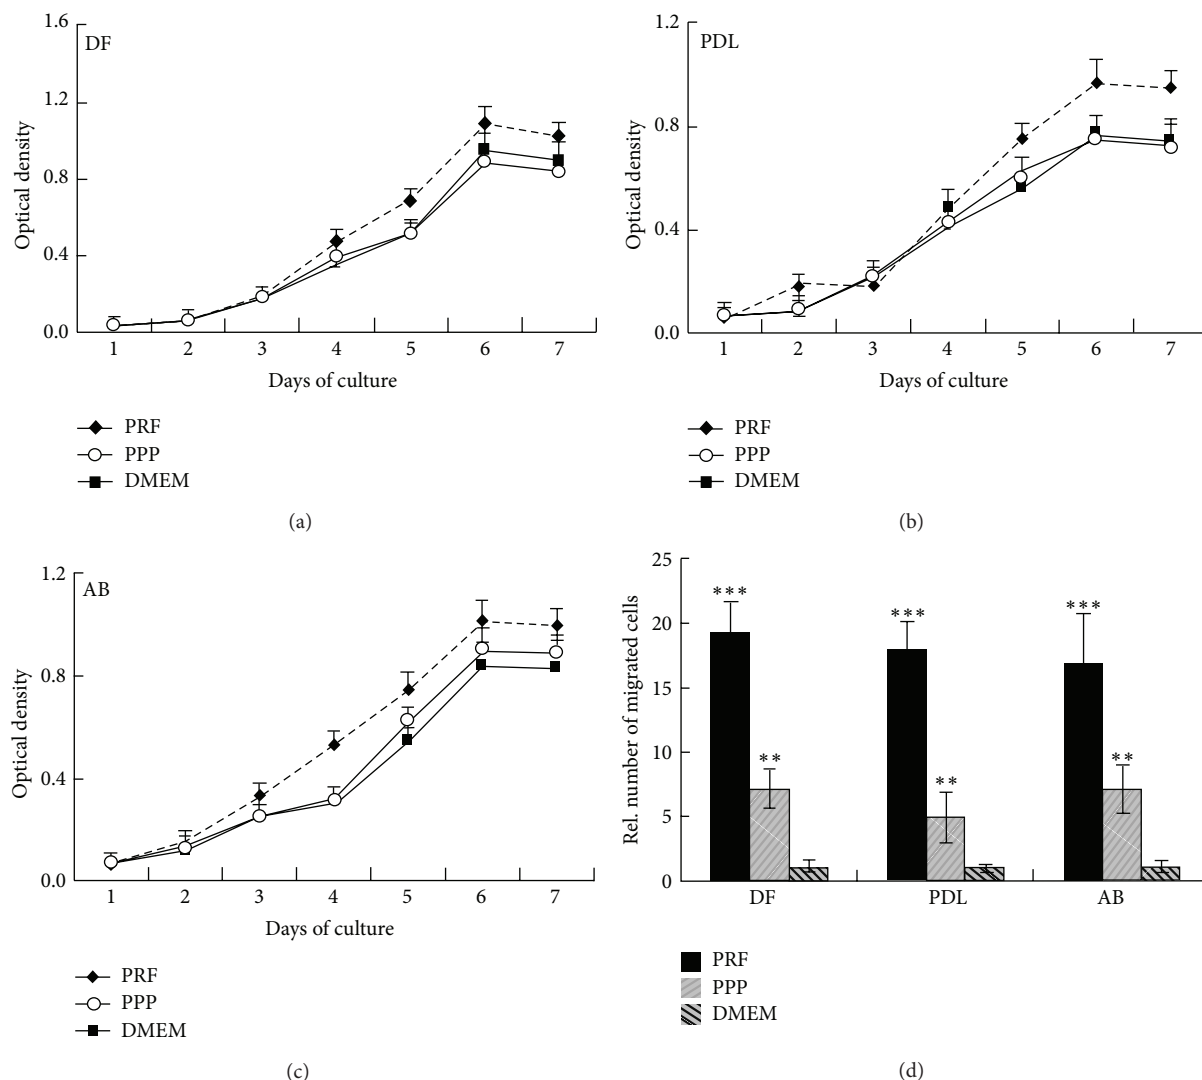 DF
Optical density
1.6
1.2
0.8
0.4
0.0
1 2 3 4 5 6 7
Days of culture
PRF
PPP
DMEM
(a)
PDL
Optical density
1.2
0.8
0.4
0.0
1 2 3 4 5 6 7
Days of culture
PRF
PPP
DMEM
(b)
AB
Optical density
1.2
0.8
0.4
0.0
1 2 3 4 5 6 7
Days of culture
PRF
PPP
DMEM
(c)
Rel. number of migrated cells
25
20
15
10
5
0
*** ** *** ** *** **
DF PDL AB
PRF
PPP
DMEM
(d)